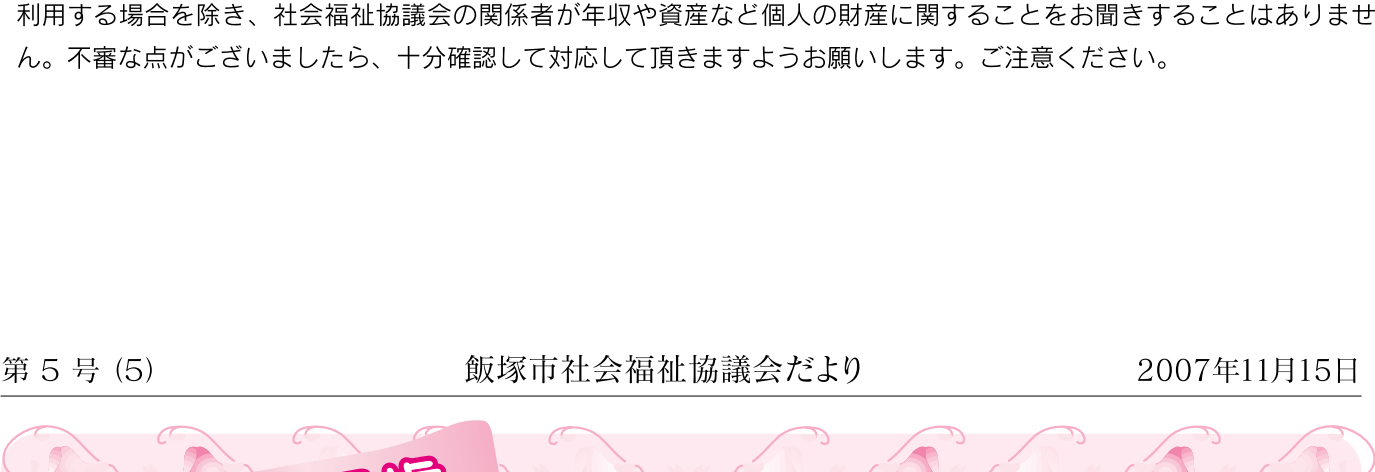 利用する場合を除き、社会福祉協議会の関係者が年収や資産など個人の財産に関することをお聞きすることはありませ
ん。不審な点がございましたら、十分確認して対応して頂きますようお願いします。ご注意ください。
第 5 号 (5) 飯塚市社会福祉協議会だより 2007年11月15日